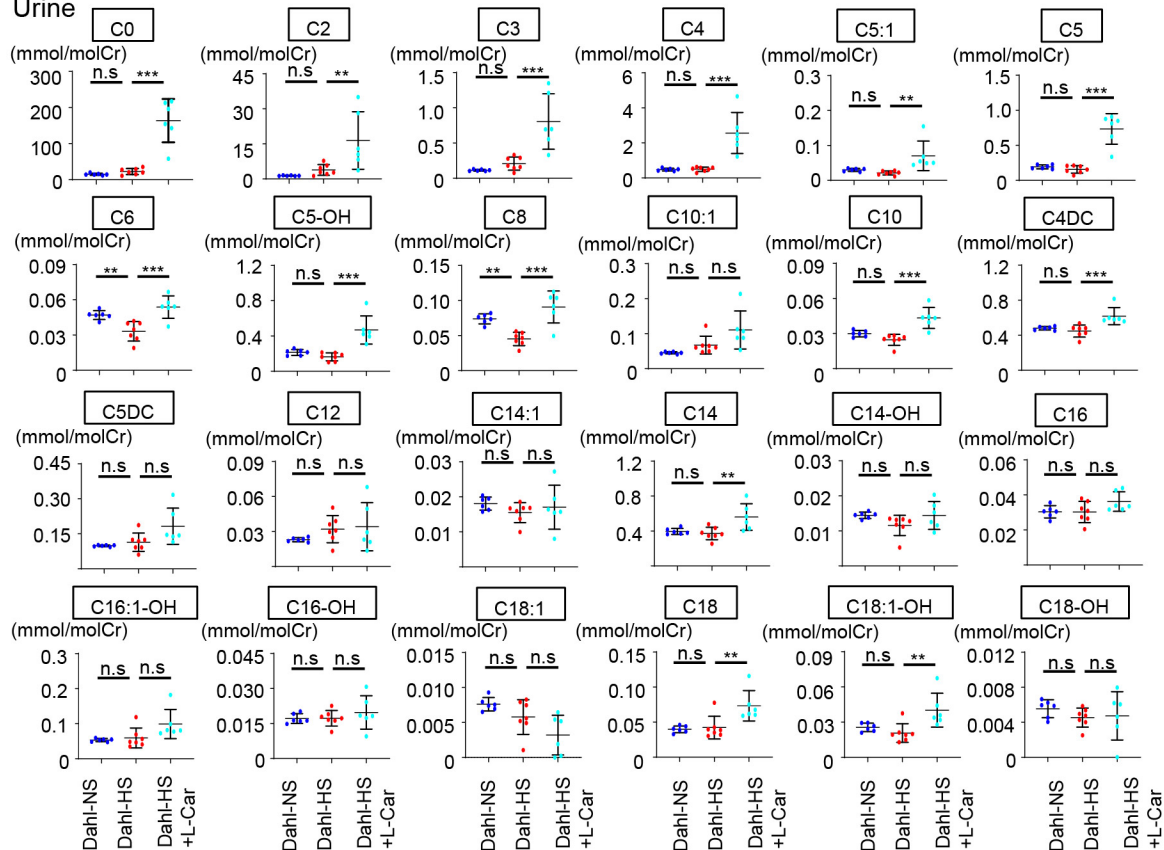 Urine
C0 C2 C3 C4 C5:1 C5
(mmol/molCr) (mmol/molCr) (mmol/molCr) (mmol/molCr) (mmol/molCr) (mmol/molCr)
n.s *** n.s ** n.s *** n.s *** n.s ** n.s ***
300 45 1.5 6 0.3 1.5
200 30 1.0 4 0.2 1.0
100 15 0.5 2 0.1 0.5
0 0 0 0 0 0
C6 C5-OH C8 C10:1 C10 C4DC
(mmol/molCr) (mmol/molCr) (mmol/molCr) (mmol/molCr) (mmol/molCr) (mmol/molCr)
** *** n.s *** ** *** n.s n.s n.s *** n.s ***
0.09 1.2 0.15 0.3 0.09 1.2
0.06 0.8 0.10 0.2 0.06 0.8
0.03 0.4 0.05 0.1 0.03 0.4
0 0 0 0 0 0
C5DC C12 C14:1 C14 C14-OH C16
(mmol/molCr) (mmol/molCr) (mmol/molCr) (mmol/molCr) (mmol/molCr) (mmol/molCr)
n.s n.s n.s n.s n.s n.s n.s ** n.s n.s n.s n.s
0.45 0.09 0.03 1.2 0.03 0.06
0.30 0.06 0.02 0.8 0.02 0.04
0.15 0.03 0.01 0.4 0.01 0.02
0 0 0 0 0
C16:1-OH C16-OH C18:1 C18 C18:1-OH C18-OH
(mmol/molCr) (mmol/molCr) (mmol/molCr) (mmol/molCr) (mmol/molCr) (mmol/molCr)
n.s n.s n.s n.s n.s n.s n.s ** n.s ** n.s n.s
0.3 0.045 0.015 0.15 0.09 0.012
0.2 0.030 0.010 0.10 0.06 0.008
0.1 0.015 0.005 0.05 0.03 0.004
0 0 0 0 0 0
Dahl-NS Dahl-HS Dahl-HS +L-Car Dahl-NS Dahl-HS Dahl-HS +L-Car Dahl-NS Dahl-HS Dahl-HS +L-Car Dahl-NS Dahl-HS Dahl-HS +L-Car Dahl-NS Dahl-HS Dahl-HS +L-Car Dahl-NS Dahl-HS Dahl-HS +L-Car